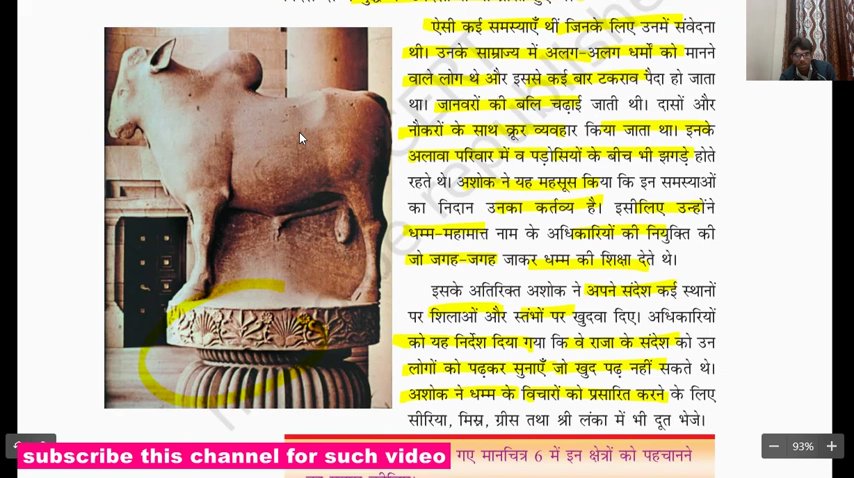 ऐसी कई समस्याएँ थीं जिनके लिए उनमें संवेदना
थी। उनके साम्राज्य में अलग-अलग धर्मों को मानने
वाले लोग थे और इससे कई बार टकराव पैदा हो जाता
था। जानवरों की बलि चढ़ाई जाती थी। दासों और
नौकरों के साथ क्रूर व्यवहार किया जाता था। इनके
अलावा परिवार में व पड़ोसियों के बीच भी झगड़े होते
रहते थे। अशोक ने यह महसूस किया कि इन समस्याओं
का निदान उनका कर्तव्य है। इसीलिए उन्होंने
धम्म-महामात्त नाम के अधिकारियों की नियुक्ति की
जो जगह-जगह जाकर धम्म की शिक्षा देते थे।
इसके अतिरिक्त अशोक ने अपने संदेश कई स्थानों
पर शिलाओं और स्तंभों पर खुदवा दिए। अधिकारियों
को यह निर्देश दिया गया कि वे राजा के संदेश को उन
लोगों को पढ़कर सुनाएँ जो खुद पढ़ नहीं सकते थे।
अशोक ने धम्म के विचारों को प्रसारित करने के लिए
सीरिया, मिस्र, ग्रीस तथा श्री लंका में भी दूत भेजे।
93%
subscribe this channel for such video
गए मानचित्र 6 में इन क्षेत्रों को पहचानने